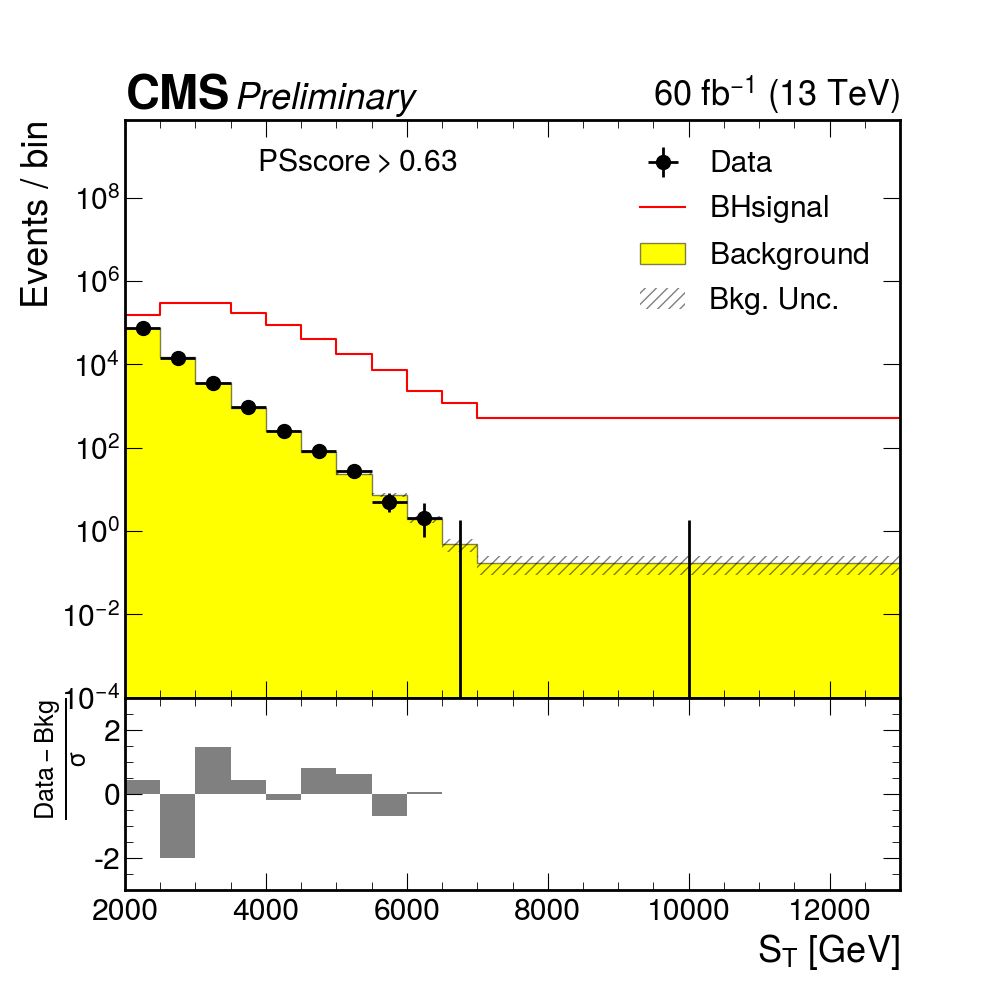 CMS Preliminary 60 fb⁻¹ (13 TeV)
Events / bin
PSscore > 0.63
Data
BHsignal
Background
Bkg. Unc.
10⁸
10⁶
10⁴
10²
10⁰
10⁻²
10⁻⁴
Data – Bkg
σ
2
0
-2
2000 4000 6000 8000 10000 12000
S_T [GeV]